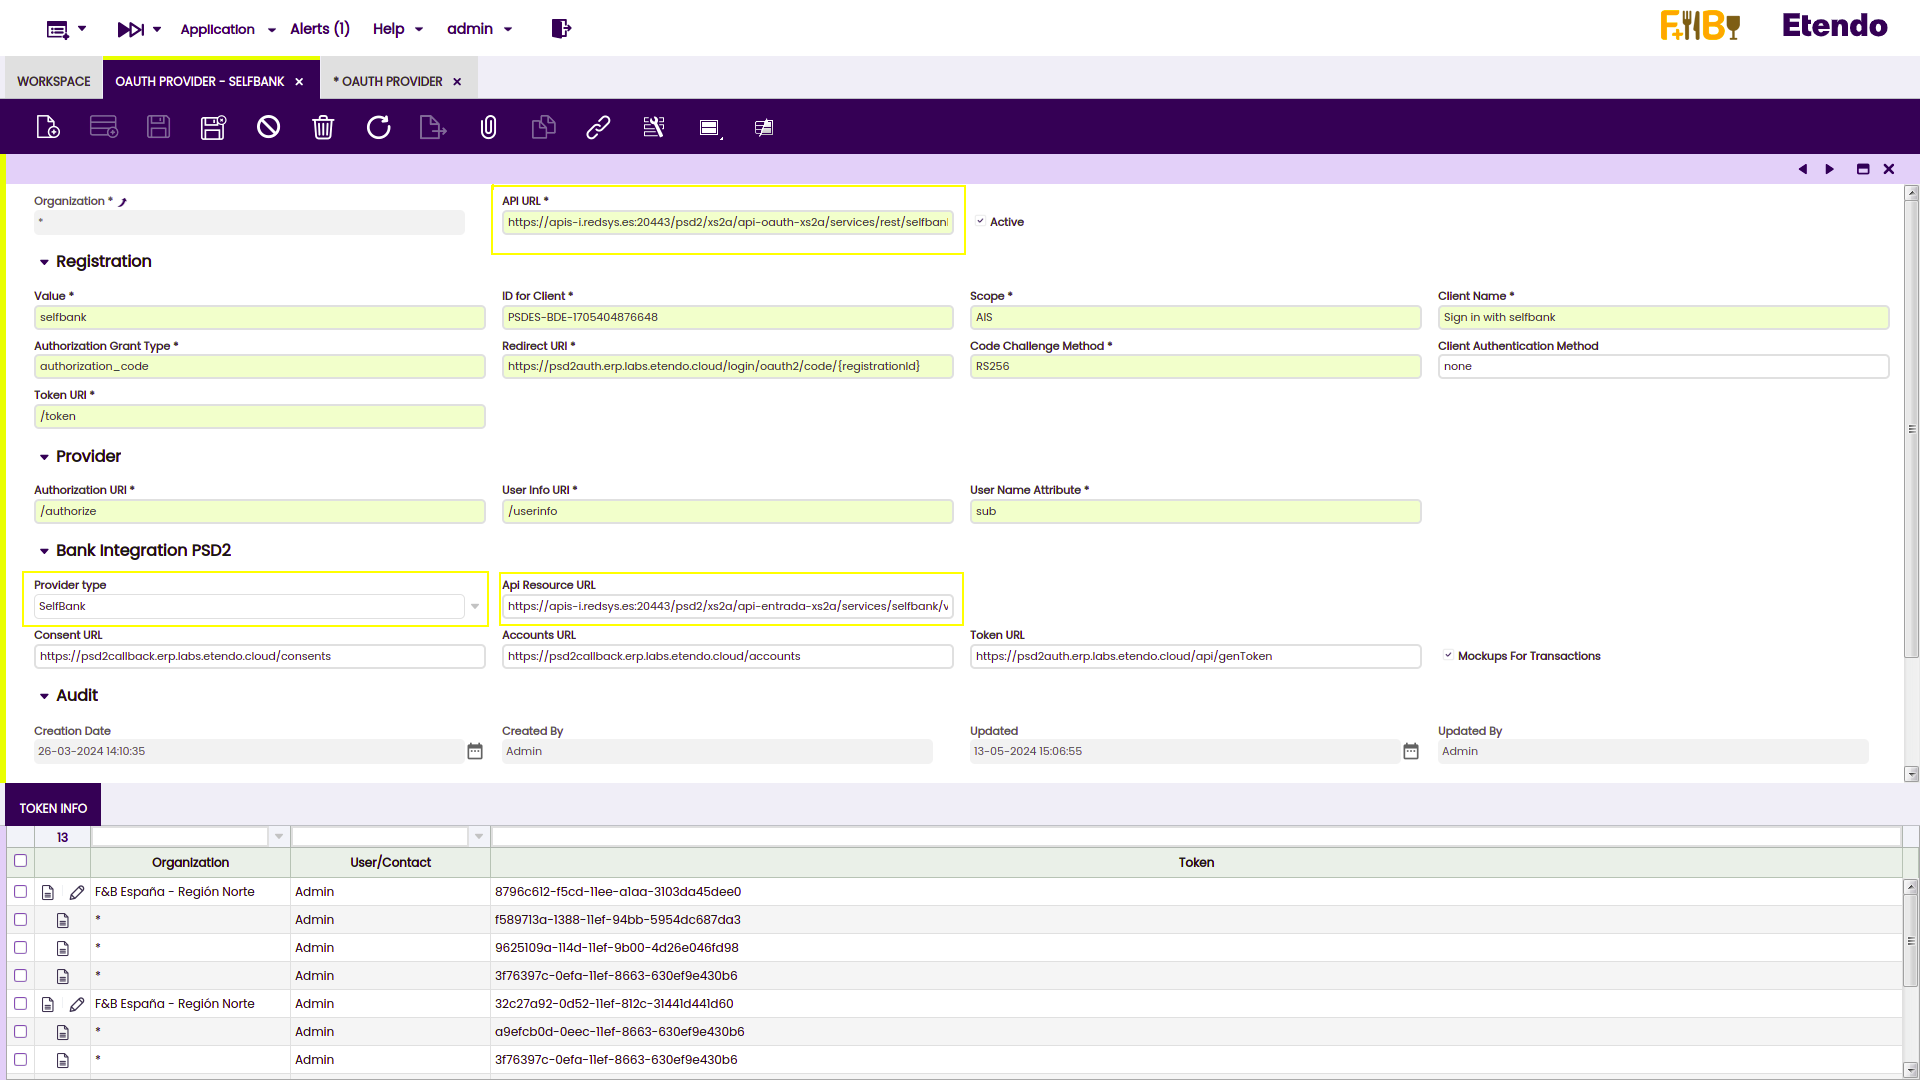 Application
Alerts (1)
Help
admin
F+B
Etendo
WORKSPACE
OAUTH PROVIDER - SELFBANK
* OAUTH PROVIDER
Organization *
API URL *
*
https://apis-i.redsys.es:20443/psd2/xs2a/api-oauth-xs2a/services/rest/selfban
Active
Registration
Value *
ID for Client *
Scope *
Client Name *
selfbank
PSDES-BDE-1705404876648
AIS
Sign in with selfbank
Authorization Grant Type *
Redirect URI *
Code Challenge Method *
Client Authentication Method
authorization_code
https://psd2auth.erp.labs.etendo.cloud/login/oauth2/code/{registrationId}
RS256
none
Token URI *
/token
Provider
Authorization URI *
User Info URI *
User Name Attribute *
/authorize
/userinfo
sub
Bank Integration PSD2
Provider type
Api Resource URL
SelfBank
https://apis-i.redsys.es:20443/psd2/xs2a/api-entrada-xs2a/services/selfbank/v
Consent URL
Accounts URL
Token URL
https://psd2callback.erp.labs.etendo.cloud/consents
https://psd2callback.erp.labs.etendo.cloud/accounts
https://psd2auth.erp.labs.etendo.cloud/api/genToken
Mockups For Transactions
Audit
Creation Date
Created By
Updated
Updated By
26-03-2024 14:10:35
Admin
13-05-2024 15:06:55
Admin
TOKEN INFO
13
Organization User/Contact Token
F&B España - Región Norte Admin 8796c612-f5cd-11ee-a1aa-3103da45dee0
* Admin f589713a-1388-11ef-94bb-5954dc687da3
* Admin 9625109a-114d-11ef-9b00-4d26e046fd98
* Admin 3f76397c-0efa-11ef-8663-630ef9e430b6
F&B España - Región Norte Admin 32c27a92-0d52-11ef-812c-31441d441d60
* Admin a9efcb0d-0eec-11ef-8663-630ef9e430b6
* Admin 3f76397c-0efa-11ef-8663-630ef9e430b6